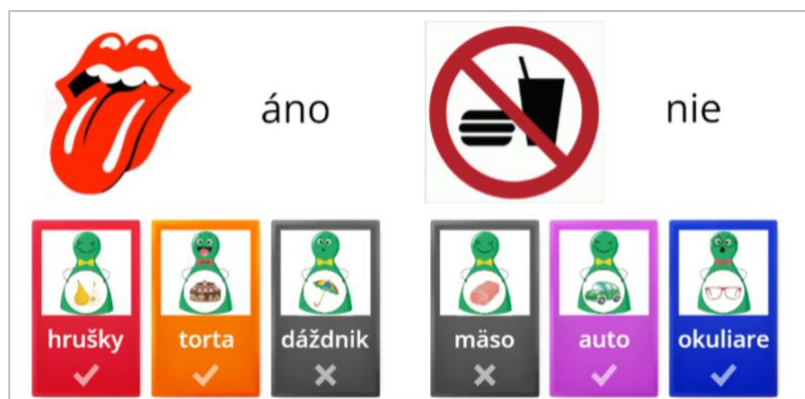 áno
nie
hrušky
torta
dáždnik
mäso
auto
okuliare